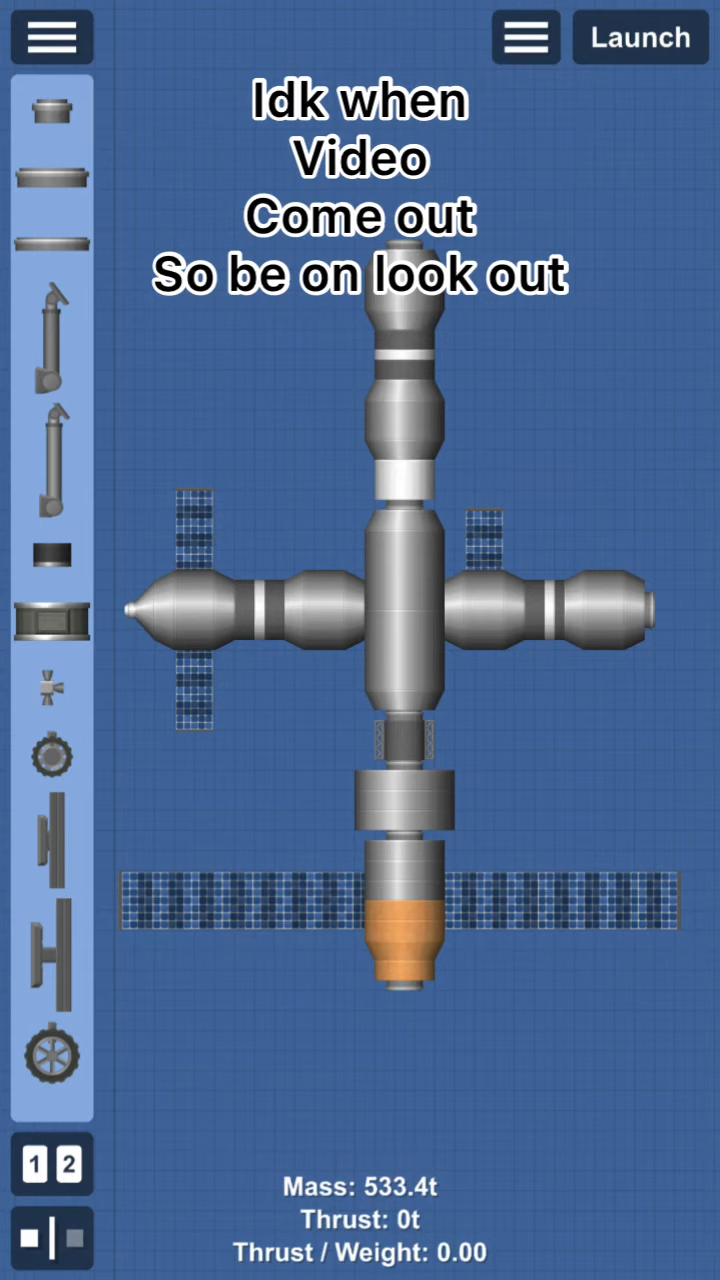 Launch
Idk when
Video
Come out
So be on look out
1 2
Mass: 533.4t
Thrust: 0t
Thrust / Weight: 0.00